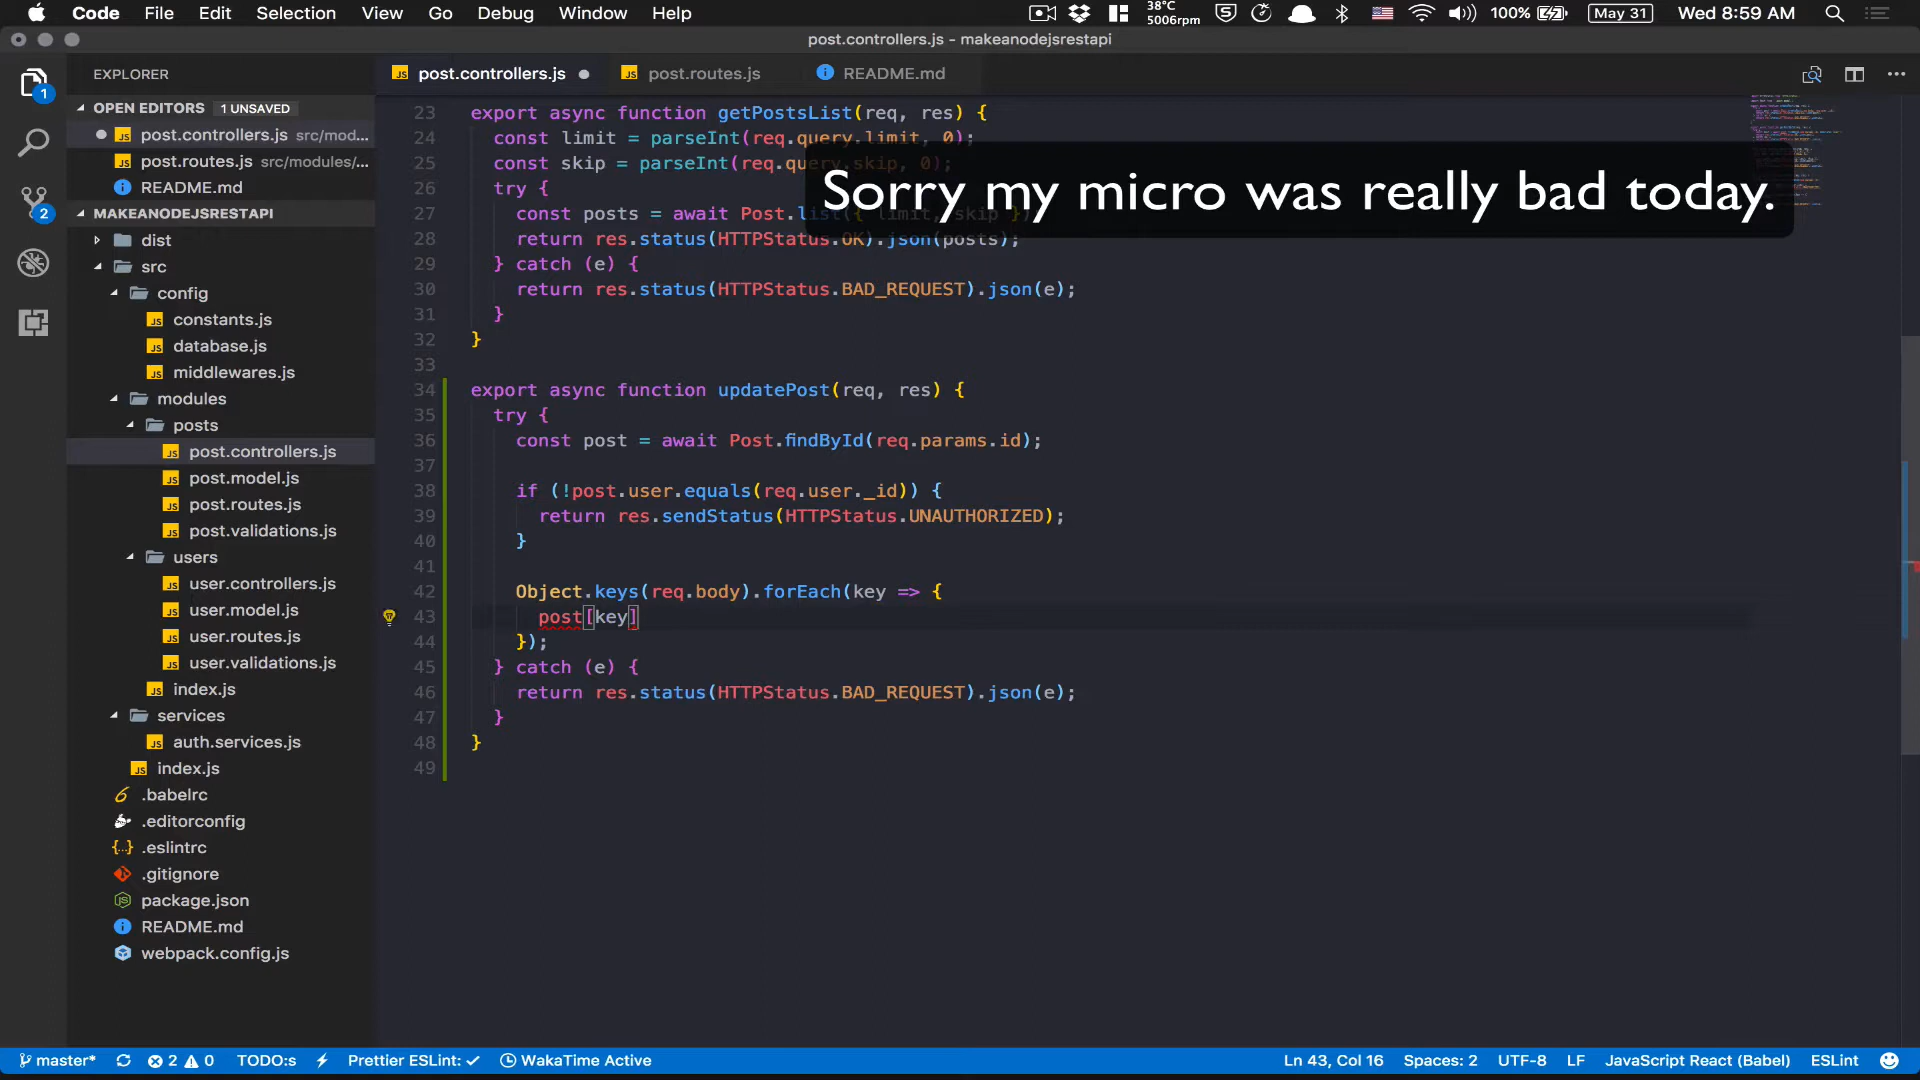 Code File Edit Selection View Go Debug Window Help
38°C
5006rpm
100%
May 31
Wed 8:59 AM
post.controllers.js - makeanodejsrestapi
EXPLORER
OPEN EDITORS 1 UNSAVED
post.controllers.js src/mod...
post.routes.js src/modules/...
README.md
MAKEANODEJSRESTAPI
dist
src
config
constants.js
database.js
middlewares.js
modules
posts
post.controllers.js
post.model.js
post.routes.js
post.validations.js
users
user.controllers.js
user.model.js
user.routes.js
user.validations.js
index.js
services
auth.services.js
index.js
.babelrc
.editorconfig
.eslintrc
.gitignore
package.json
README.md
webpack.config.js
post.controllers.js post.routes.js README.md
23 export async function getPostsList(req, res) {
24 const limit = parseInt(req.query.limit, 0);
25 const skip = parseInt(req.query.skip, 0);
26 try {
27 const posts = await Post.list({ limit, skip })
28 return res.status(HTTPStatus.OK).json(posts);
29 } catch (e) {
30 return res.status(HTTPStatus.BAD_REQUEST).json(e);
31 }
32 }
33
34 export async function updatePost(req, res) {
35 try {
36 const post = await Post.findById(req.params.id);
37
38 if (!post.user.equals(req.user._id)) {
39 return res.sendStatus(HTTPStatus.UNAUTHORIZED);
40 }
41
42 Object.keys(req.body).forEach(key => {
43 post[key]
44 });
45 } catch (e) {
46 return res.status(HTTPStatus.BAD_REQUEST).json(e);
47 }
48 }
49
Sorry my micro was really bad today.
master* 2 0 TODO:s Prettier ESLint: ✓ WakaTime Active
Ln 43, Col 16 Spaces: 2 UTF-8 LF JavaScript React (Babel) ESLint